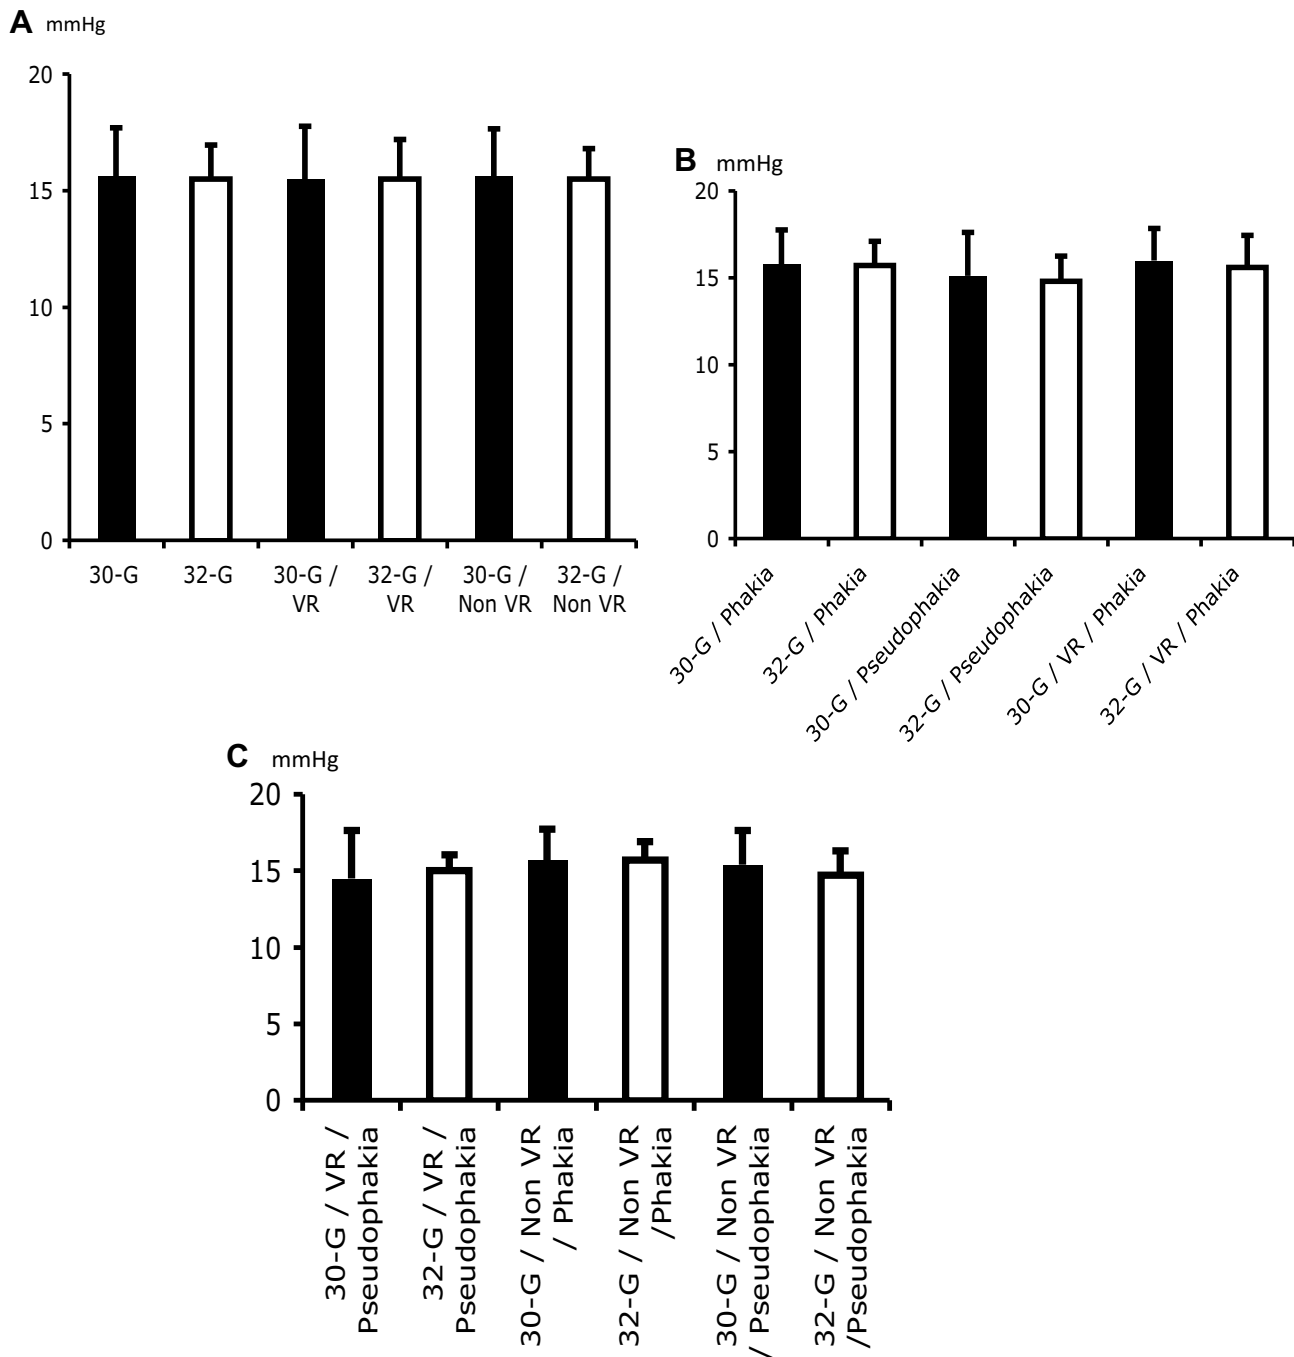 A mmHg
20
15
10
5
0
30-G
32-G
30-G /
VR
32-G /
VR
30-G /
Non VR
32-G /
Non VR
B mmHg
20
15
10
5
0
30-G / Phakia
32-G / Phakia
30-G / Pseudophakia
32-G / Pseudophakia
30-G / VR / Phakia
32-G / VR / Phakia
C mmHg
20
15
10
5
0
30-G / VR /
Pseudophakia
32-G / VR /
Pseudophakia
30-G / Non VR
/ Phakia
32-G / Non VR
/Phakia
30-G / Non VR
/ Pseudophakia
32-G / Non VR
/Pseudophakia